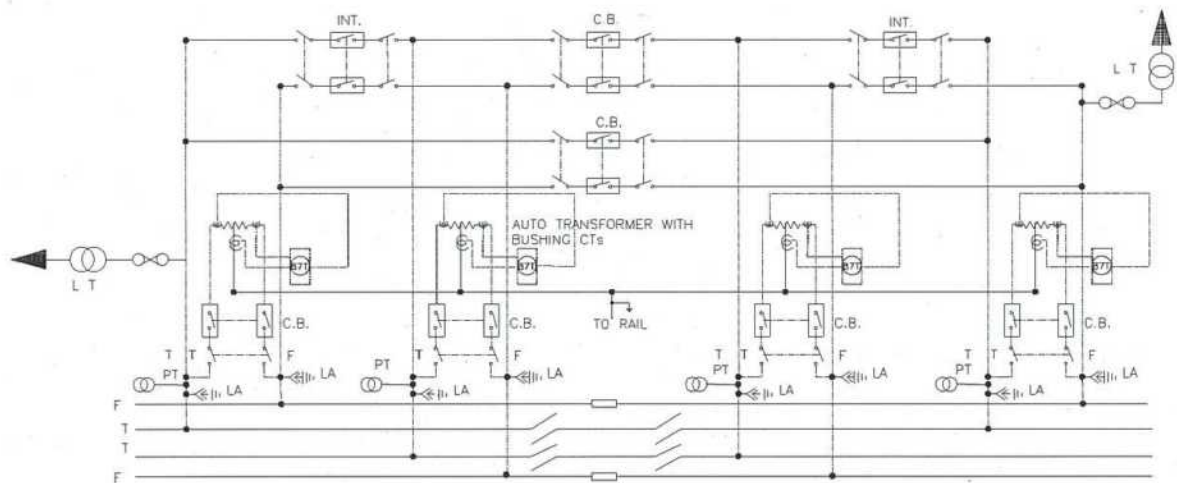 INT.
C.B.
INT.
L T
C.B.
AUTO TRANSFORMER WITH
BUSHING CTs
87T
87T
87T
87T
L T
C.B.
C.B.
TO RAIL
C.B.
C.B.
T T F
PT
LA
LA
T F
PT
LA
LA
T T F
PT
LA
LA
T T F
PT
LA
LA
F
T
T
F